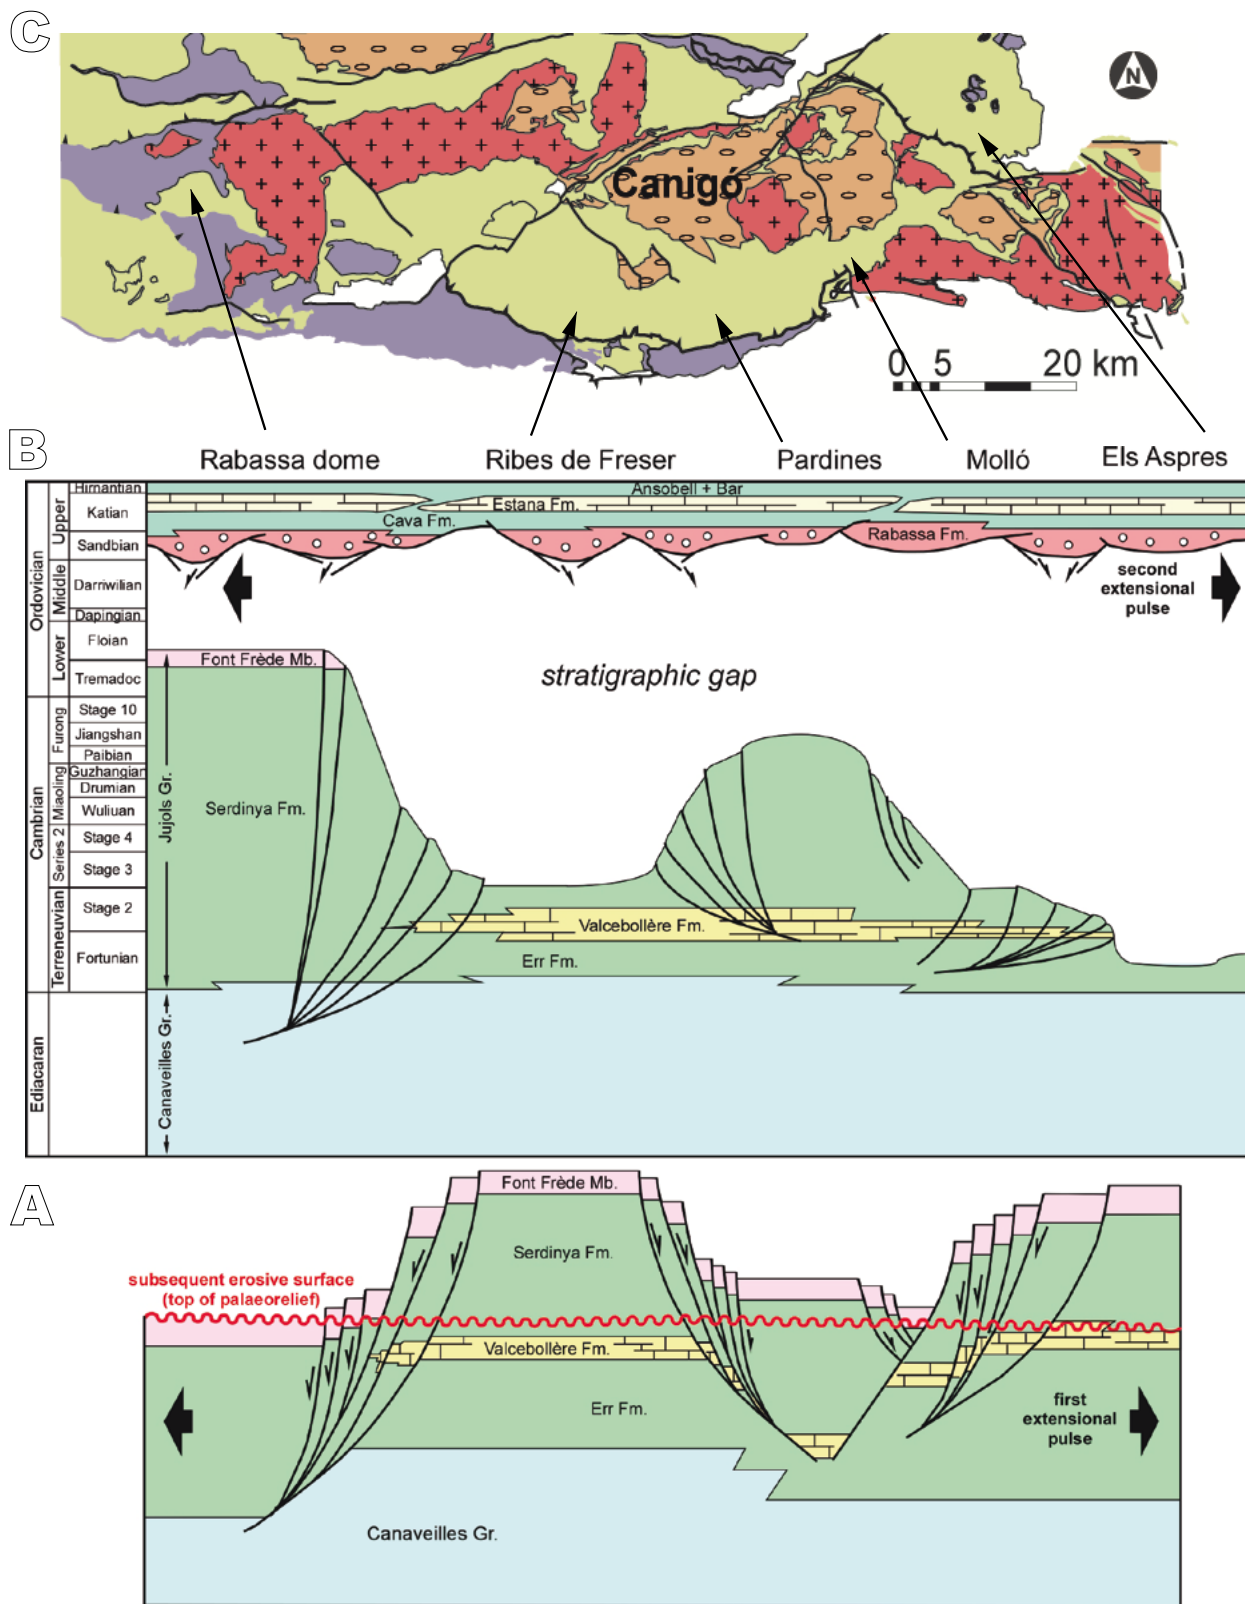 C
N
Canigó
0 5 20 km
B
Rabassa dome
Ribes de Freser
Pardines
Molló
Els Aspres
Ordovician
Upper
Middle
Lower
Hirnantian
Katian
Sandbian
Darriwilian
Dapingian
Floian
Tremadoc
Cambrian
Furong
Miaoling
Series 2
Terreneuvian
Stage 10
Jiangshan
Paibian
Guzhangian
Drumian
Wuliuan
Stage 4
Stage 3
Stage 2
Fortunian
Ediacaran
Ansobell + Bar
Estana Fm.
Cava Fm.
Rabassa Fm.
second
extensional
pulse
Font Frède Mb.
stratigraphic gap
Jujols Gr.
Serdinya Fm.
Valcebollère Fm.
Err Fm.
Canaveilles Gr.
A
Font Frède Mb.
Serdinya Fm.
subsequent erosive surface
(top of palaeorelief)
Valcebollère Fm.
Err Fm.
first
extensional
pulse
Canaveilles Gr.